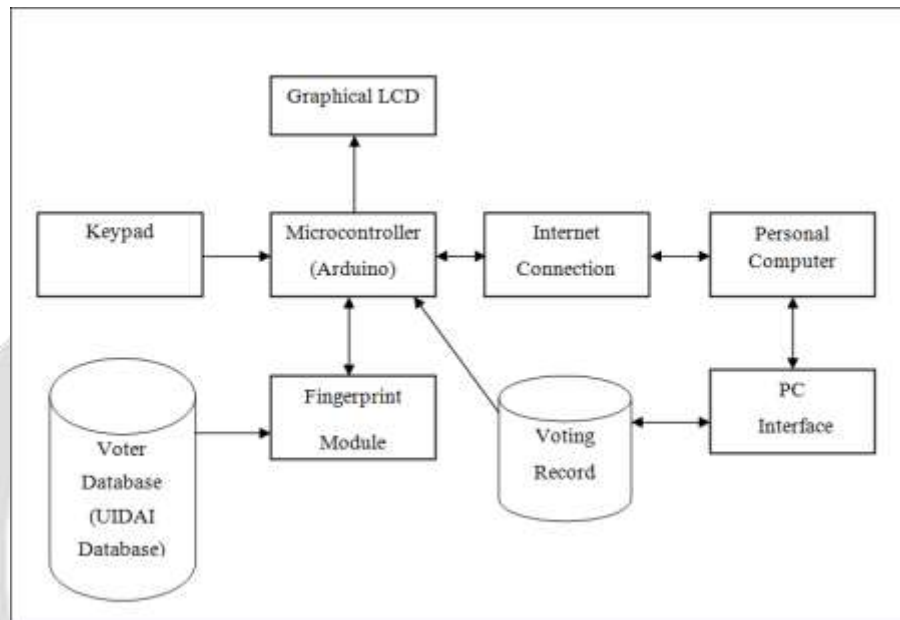 Graphical LCD
Keypad
Microcontroller
(Arduino)
Internet
Connection
Personal
Computer
Voter
Database
(UIDAI
Database)
Fingerprint
Module
Voting
Record
PC
Interface